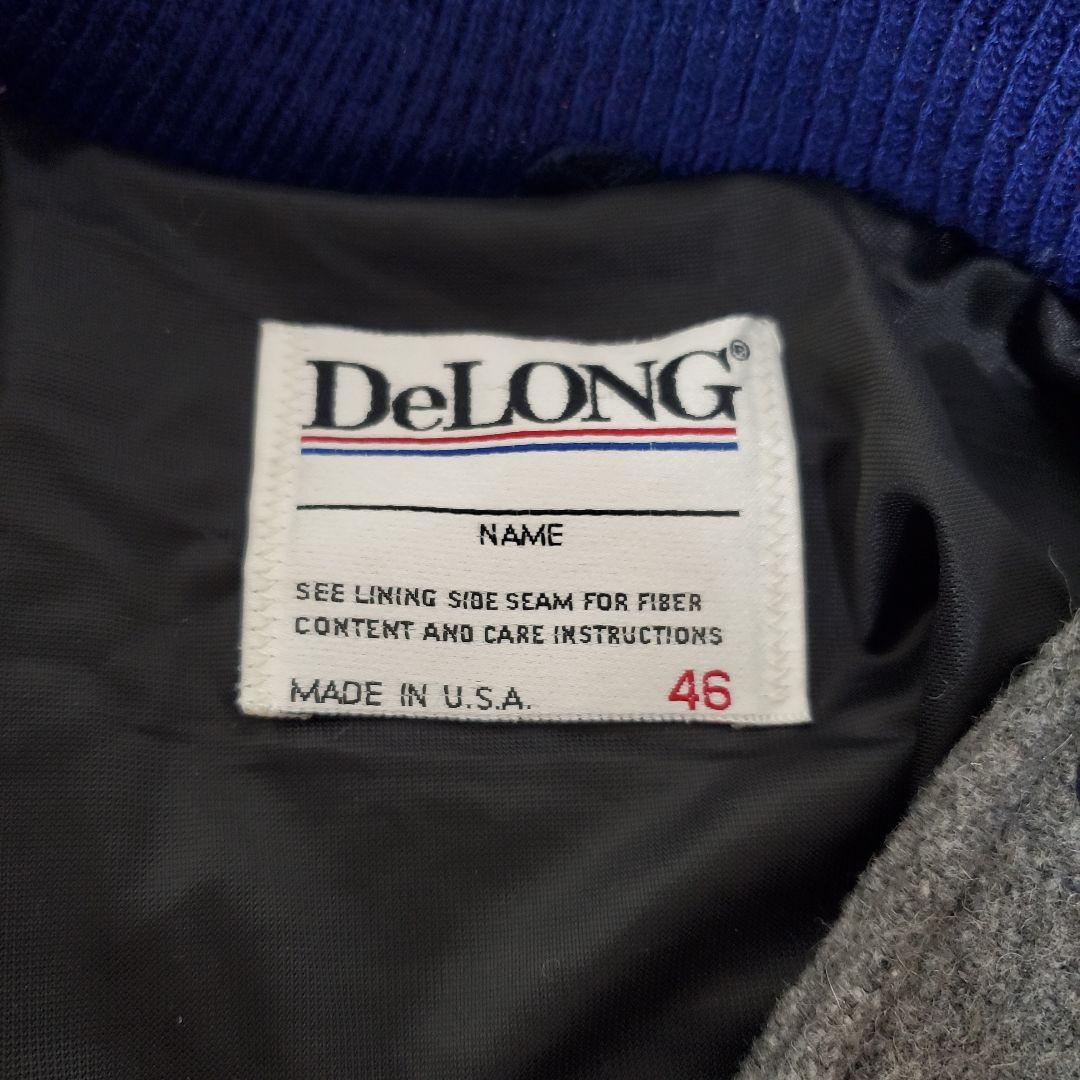 DeLONG®
NAME
SEE LINING SIDE SEAM FOR FIBER
CONTENT AND CARE INSTRUCTIONS
MADE IN U.S.A. 46